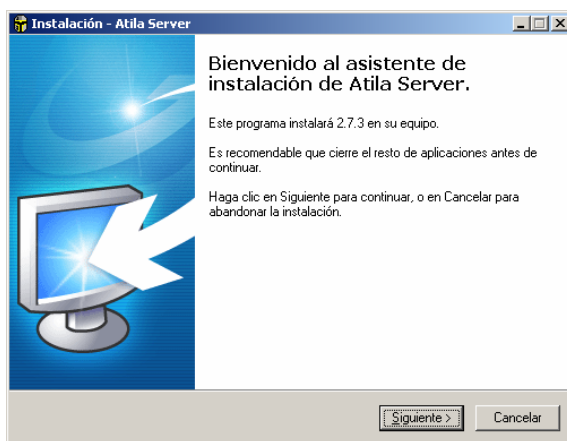 Instalación - Atila Server
Bienvenido al asistente de
instalación de Atila Server.
Este programa instalará 2.7.3 en su equipo.
Es recomendable que cierre el resto de aplicaciones antes de
continuar.
Haga clic en Siguiente para continuar, o en Cancelar para
abandonar la instalación.
Siguiente >
Cancelar